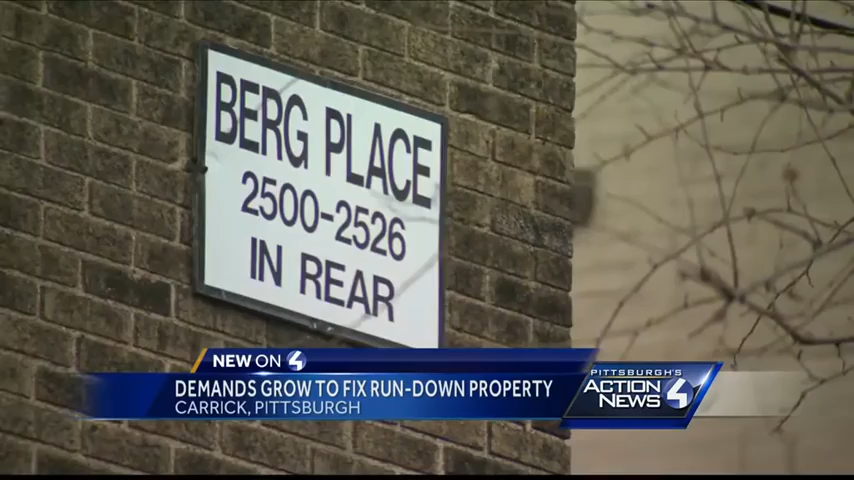 BERG PLACE
2500-2526
IN REAR
NEW ON 4
DEMANDS GROW TO FIX RUN-DOWN PROPERTY
CARRICK, PITTSBURGH
PITTSBURGH'S
ACTION
NEWS 4